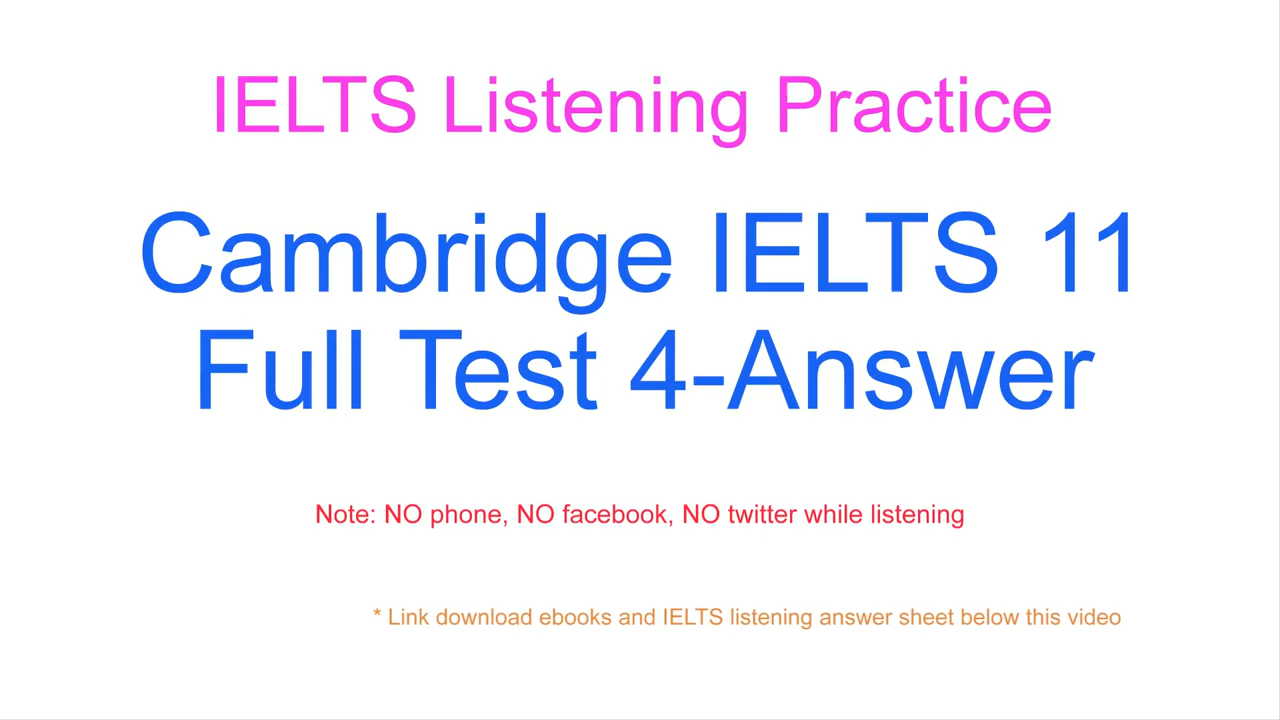 IELTS Listening Practice
Cambridge IELTS 11
Full Test 4-Answer
Note: NO phone, NO facebook, NO twitter while listening
* Link download ebooks and IELTS listening answer sheet below this video